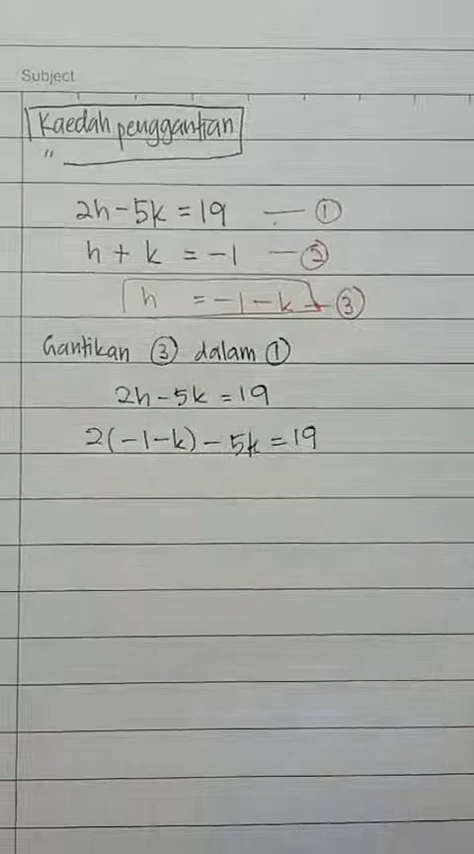 Subject
Kaedah penggantian
"
2h - 5k = 19 — ①
h + k = -1 — ②
h = -1 - k — ③
Gantikan ③ dalam ①
2h - 5k = 19
2(-1-k) - 5k = 19